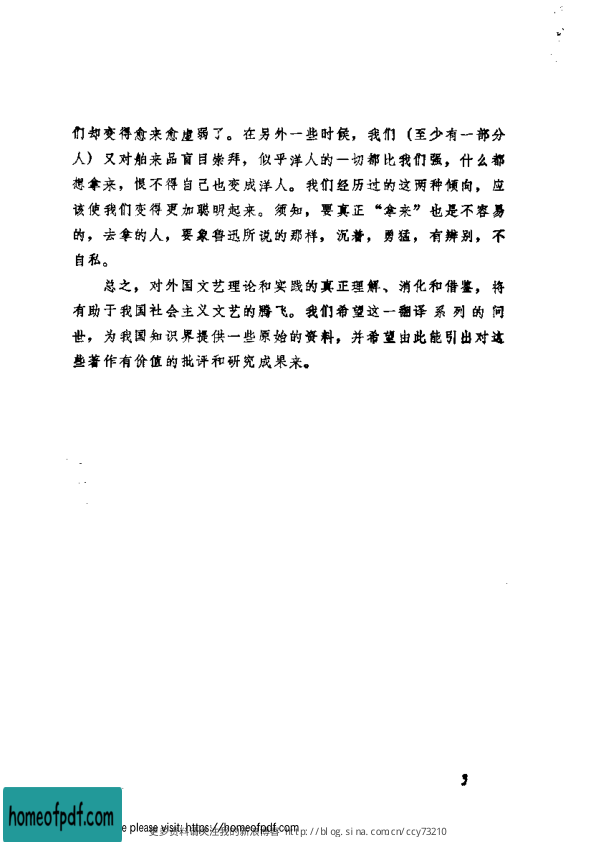 们却变得愈来愈虚弱了。在另外一些时候，我们（至少有一部分
人）又对舶来品盲目崇拜，似乎洋人的一切都比我们强，什么都
想拿来，恨不得自己也变成洋人。我们经历过的这两种倾向，应
该使我们变得更加聪明起来。须知，要真正“拿来”也是不容易
的，去拿的人，要象鲁迅所说的那样，沉着，勇猛，有辨别，不
自私。
总之，对外国文艺理论和实践的真正理解、消化和借鉴，将
有助于我国社会主义文艺的腾飞。我们希望这一翻译系列的问
世，为我国知识界提供一些原始的资料，并希望由此能引出对这
些著作有价值的批评和研究成果来。
3
homeofpdf.com
e please visit: https://homeofpdf.com
更多资料请关注我的新浪博客 http://blog.sina.com.cn/ccy73210